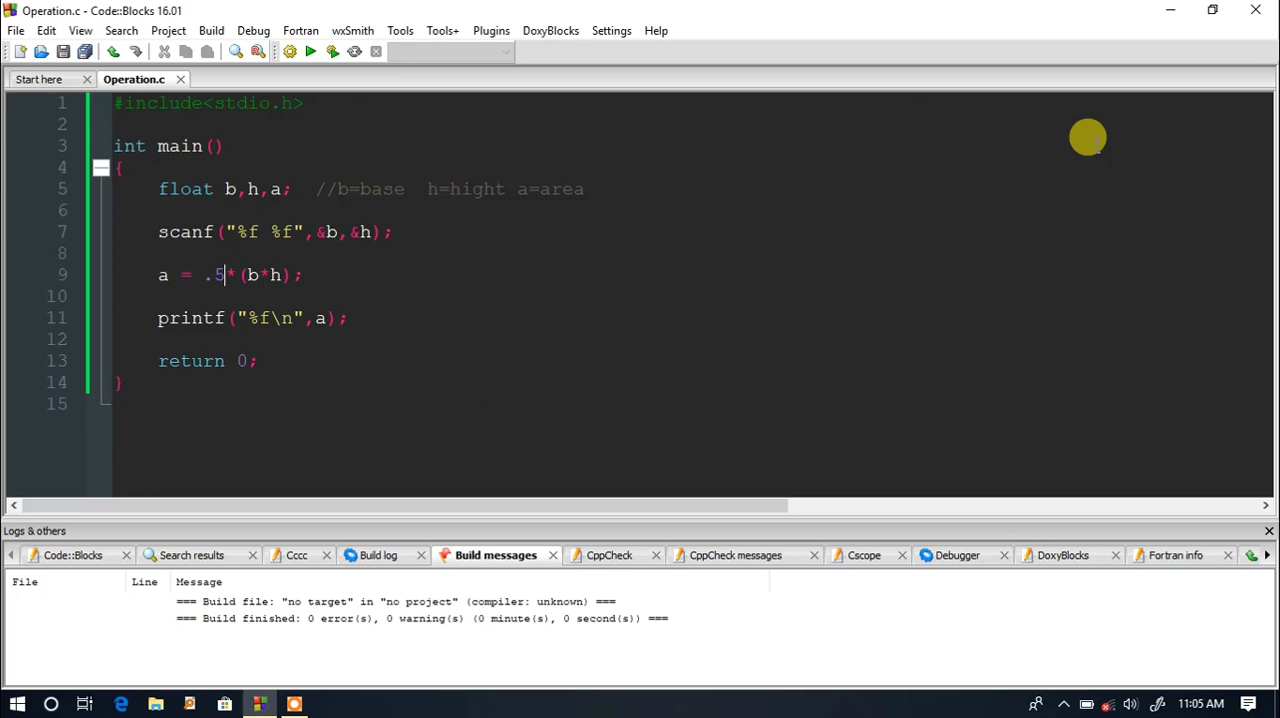 Operation.c - Code::Blocks 16.01
File Edit View Search Project Build Debug Fortran wxSmith Tools Tools+ Plugins DoxyBlocks Settings Help
Start here Operation.c
1 #include<stdio.h>
2
3 int main()
4 {
5 float b,h,a; //b=base h=hight a=area
6
7 scanf("%f %f",&b,&h);
8
9 a = .5*(b*h);
10
11 printf("%f\n",a);
12
13 return 0;
14 }
15
Logs & others
Code::Blocks Search results Cccc Build log Build messages CppCheck CppCheck messages Cscope Debugger DoxyBlocks Fortran info
File Line Message
=== Build file: "no target" in "no project" (compiler: unknown) ===
=== Build finished: 0 error(s), 0 warning(s) (0 minute(s), 0 second(s)) ===
11:05 AM